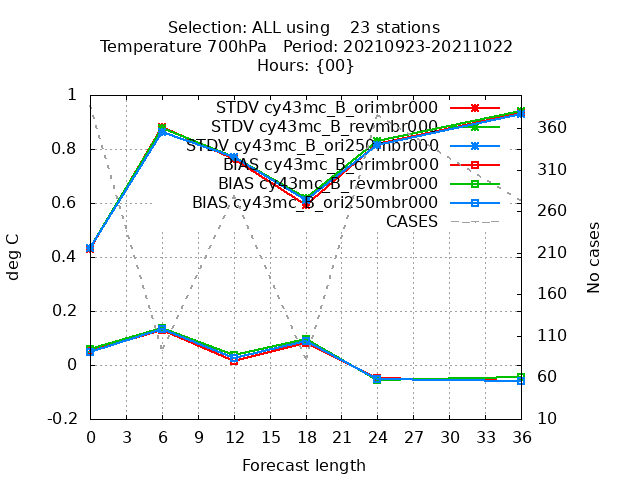 Selection: ALL using    23 stations
Temperature 700hPa   Period: 20210923-20211022
Hours: {00}
STDV cy43mc_B_orimbr000
STDV cy43mc_B_revmbr000
STDV cy43mc_B_ori250mbr000
BIAS cy43mc_B_orimbr000
BIAS cy43mc_B_revmbr000
BIAS cy43mc_B_ori250mbr000
CASES
deg C
1
0.8
0.6
0.4
0.2
0
-0.2
No cases
360
310
260
210
160
110
60
10
0 3 6 9 12 15 18 21 24 27 30 33 36
Forecast length